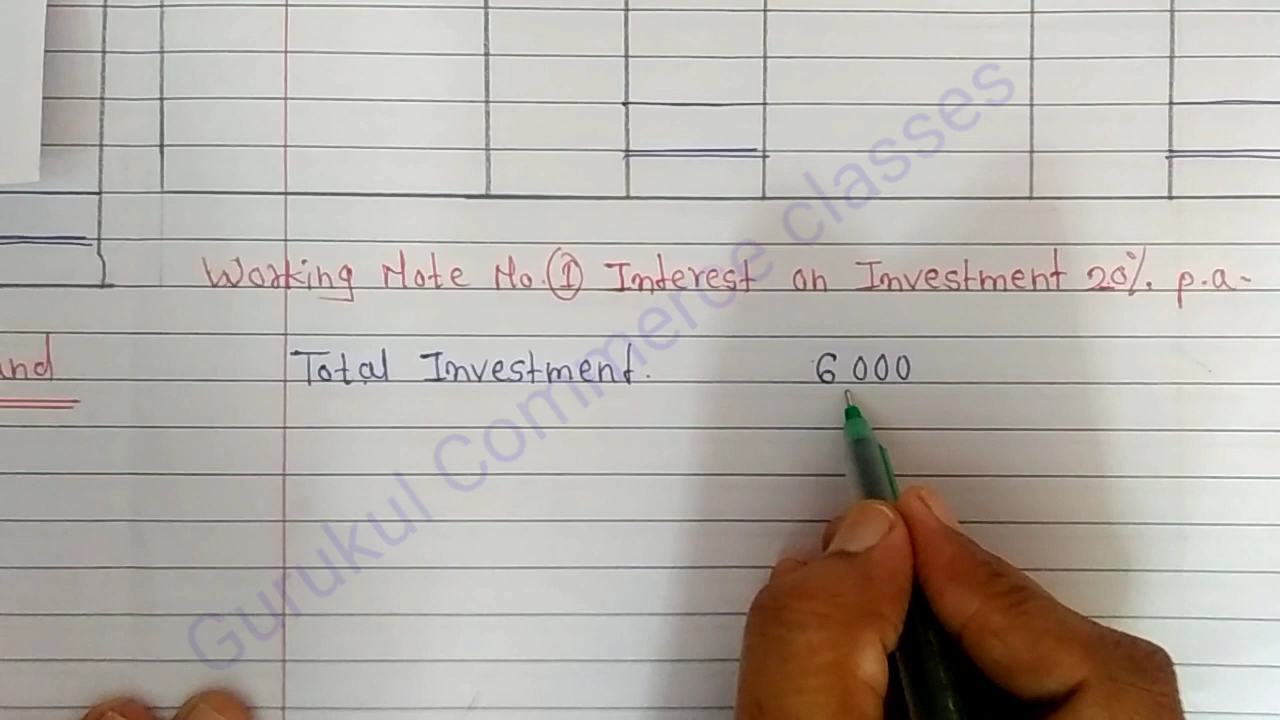 Working Note No. ① Interest on Investment 20% p.a.
and
Total Investment. 6000
Gurukul Commerce classes